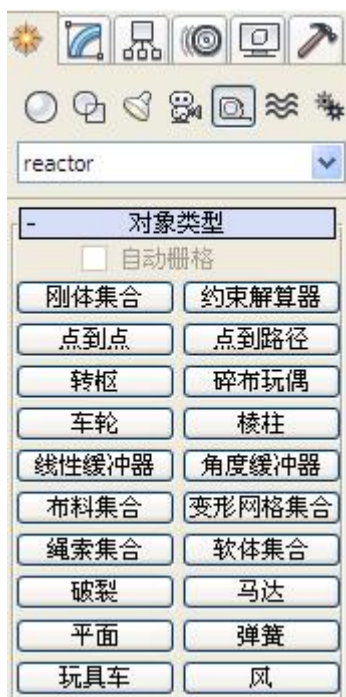 reactor
- 对象类型
自动栅格
刚体集合 约束解算器
点到点 点到路径
转枢 碎布玩偶
车轮 棱柱
线性缓冲器 角度缓冲器
布料集合 变形网格集合
绳索集合 软体集合
破裂 马达
平面 弹簧
玩具车 风